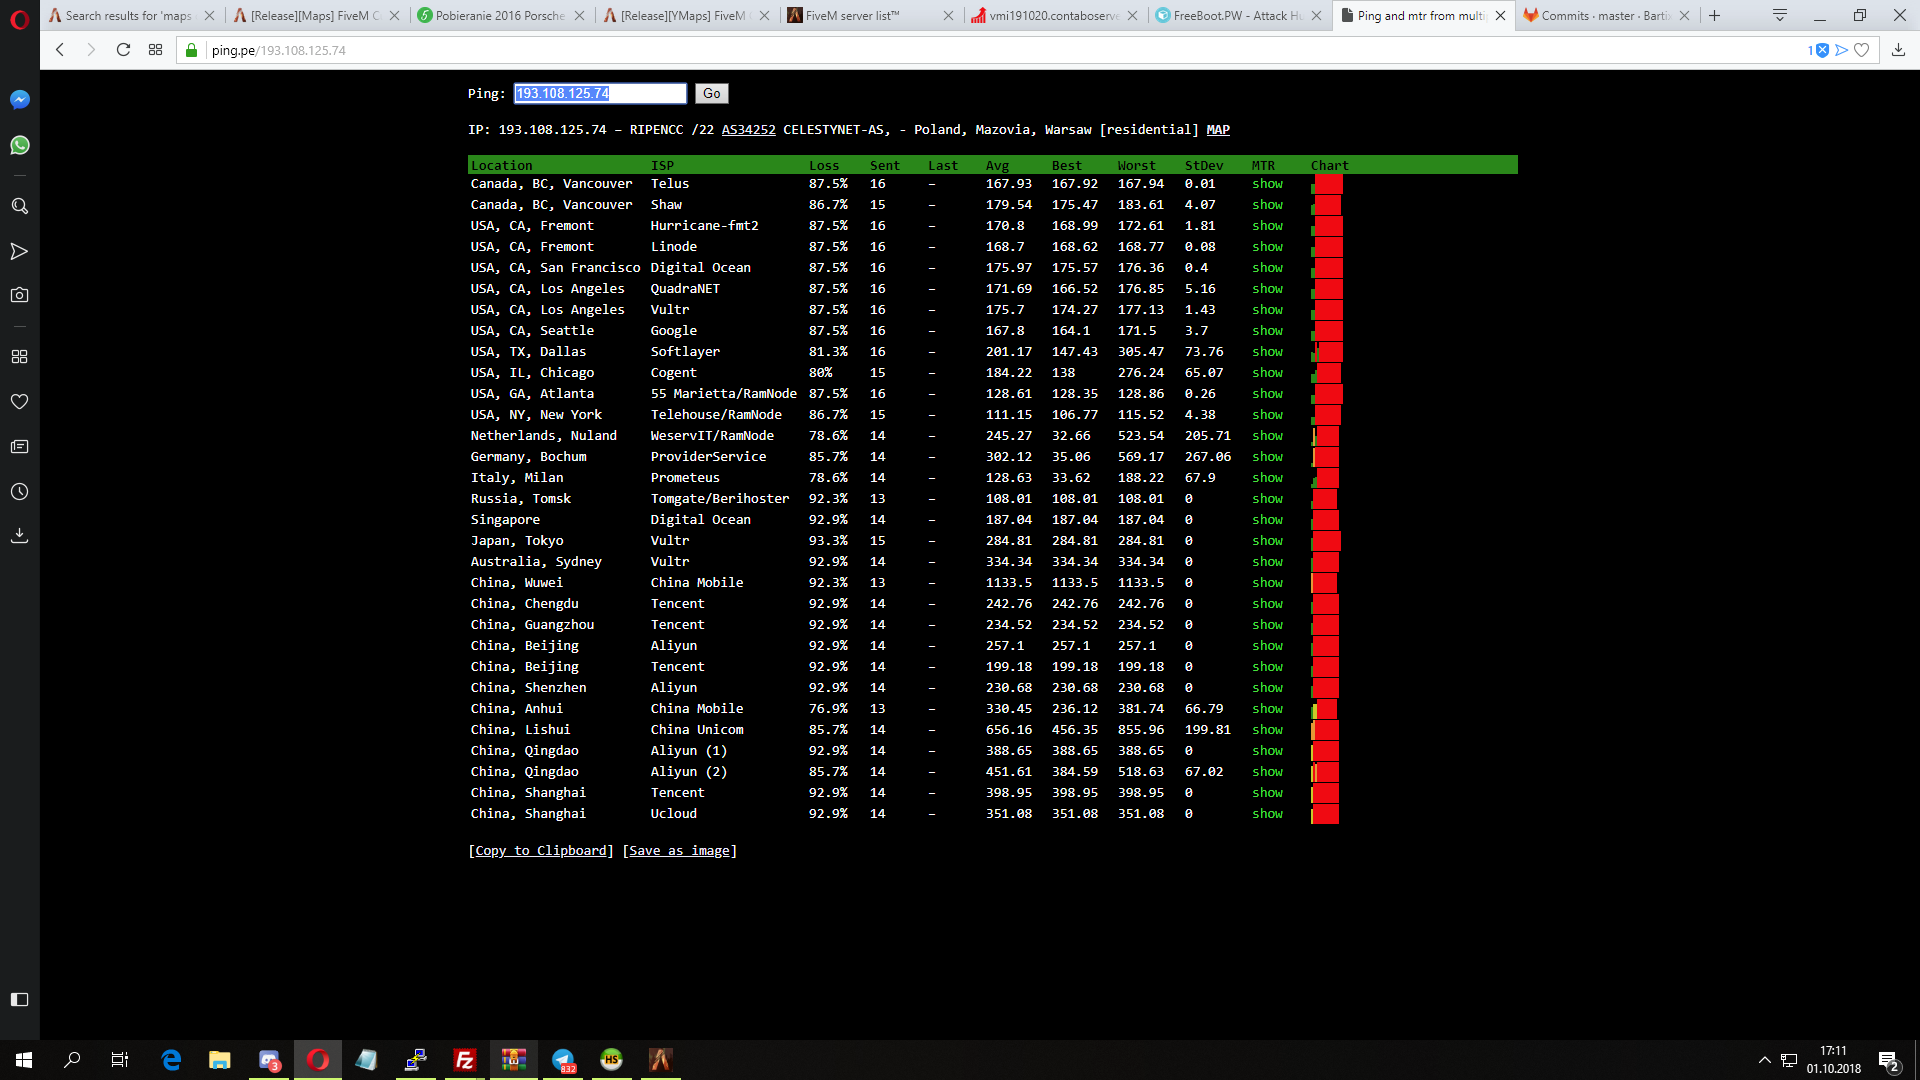 Search results for 'maps
[Release][Maps] FiveM C
Pobieranie 2016 Porsche
[Release][YMaps] FiveM
FiveM server list™
vmi191020.contaboserve
FreeBoot.PW - Attack Hu
Ping and mtr from multi
Commits · master · Barti
ping.pe/193.108.125.74
1
Ping: 193.108.125.74 Go
IP: 193.108.125.74 – RIPENCC /22 AS34252 CELESTYNET-AS, - Poland, Mazovia, Warsaw [residential] MAP
Location ISP Loss Sent Last Avg Best Worst StDev MTR Chart
Canada, BC, Vancouver Telus 87.5% 16 – 167.93 167.92 167.94 0.01 show
Canada, BC, Vancouver Shaw 86.7% 15 – 179.54 175.47 183.61 4.07 show
USA, CA, Fremont Hurricane-fmt2 87.5% 16 – 170.8 168.99 172.61 1.81 show
USA, CA, Fremont Linode 87.5% 16 – 168.7 168.62 168.77 0.08 show
USA, CA, San Francisco Digital Ocean 87.5% 16 – 175.97 175.57 176.36 0.4 show
USA, CA, Los Angeles QuadraNET 87.5% 16 – 171.69 166.52 176.85 5.16 show
USA, CA, Los Angeles Vultr 87.5% 16 – 175.7 174.27 177.13 1.43 show
USA, CA, Seattle Google 87.5% 16 – 167.8 164.1 171.5 3.7 show
USA, TX, Dallas Softlayer 81.3% 16 – 201.17 147.43 305.47 73.76 show
USA, IL, Chicago Cogent 80% 15 – 184.22 138 276.24 65.07 show
USA, GA, Atlanta 55 Marietta/RamNode 87.5% 16 – 128.61 128.35 128.86 0.26 show
USA, NY, New York Telehouse/RamNode 86.7% 15 – 111.15 106.77 115.52 4.38 show
Netherlands, Nuland WeservIT/RamNode 78.6% 14 – 245.27 32.66 523.54 205.71 show
Germany, Bochum ProviderService 85.7% 14 – 302.12 35.06 569.17 267.06 show
Italy, Milan Prometeus 78.6% 14 – 128.63 33.62 188.22 67.9 show
Russia, Tomsk Tomgate/Berihoster 92.3% 13 – 108.01 108.01 108.01 0 show
Singapore Digital Ocean 92.9% 14 – 187.04 187.04 187.04 0 show
Japan, Tokyo Vultr 93.3% 15 – 284.81 284.81 284.81 0 show
Australia, Sydney Vultr 92.9% 14 – 334.34 334.34 334.34 0 show
China, Wuwei China Mobile 92.3% 13 – 1133.5 1133.5 1133.5 0 show
China, Chengdu Tencent 92.9% 14 – 242.76 242.76 242.76 0 show
China, Guangzhou Tencent 92.9% 14 – 234.52 234.52 234.52 0 show
China, Beijing Aliyun 92.9% 14 – 257.1 257.1 257.1 0 show
China, Beijing Tencent 92.9% 14 – 199.18 199.18 199.18 0 show
China, Shenzhen Aliyun 92.9% 14 – 230.68 230.68 230.68 0 show
China, Anhui China Mobile 76.9% 13 – 330.45 236.12 381.74 66.79 show
China, Lishui China Unicom 85.7% 14 – 656.16 456.35 855.96 199.81 show
China, Qingdao Aliyun (1) 92.9% 14 – 388.65 388.65 388.65 0 show
China, Qingdao Aliyun (2) 85.7% 14 – 451.61 384.59 518.63 67.02 show
China, Shanghai Tencent 92.9% 14 – 398.95 398.95 398.95 0 show
China, Shanghai Ucloud 92.9% 14 – 351.08 351.08 351.08 0 show
[Copy to Clipboard] [Save as image]
3
832
HS
17:11
01.10.2018
2